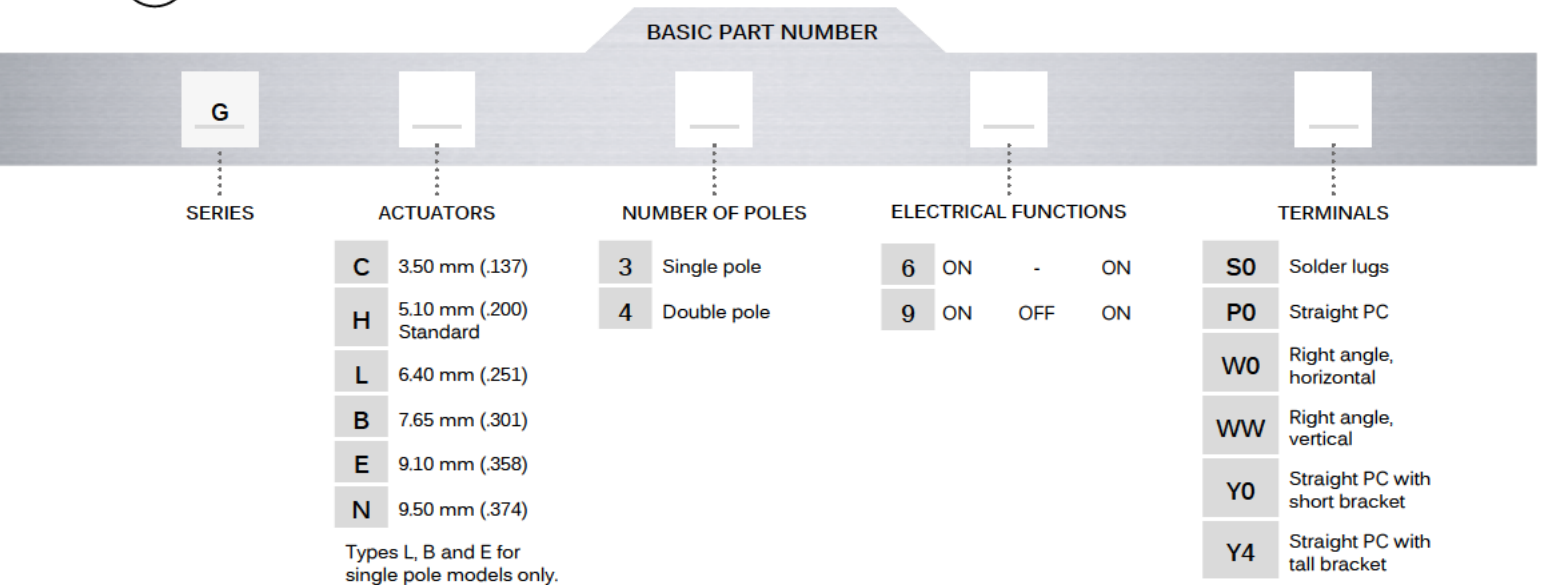 BASIC PART NUMBER
G
SERIES
ACTUATORS
C 3.50 mm (.137)
H 5.10 mm (.200)
Standard
L 6.40 mm (.251)
B 7.65 mm (.301)
E 9.10 mm (.358)
N 9.50 mm (.374)
Types L, B and E for
single pole models only.
NUMBER OF POLES
3 Single pole
4 Double pole
ELECTRICAL FUNCTIONS
6 ON - ON
9 ON OFF ON
TERMINALS
S0 Solder lugs
P0 Straight PC
W0 Right angle,
horizontal
WW Right angle,
vertical
Y0 Straight PC with
short bracket
Y4 Straight PC with
tall bracket